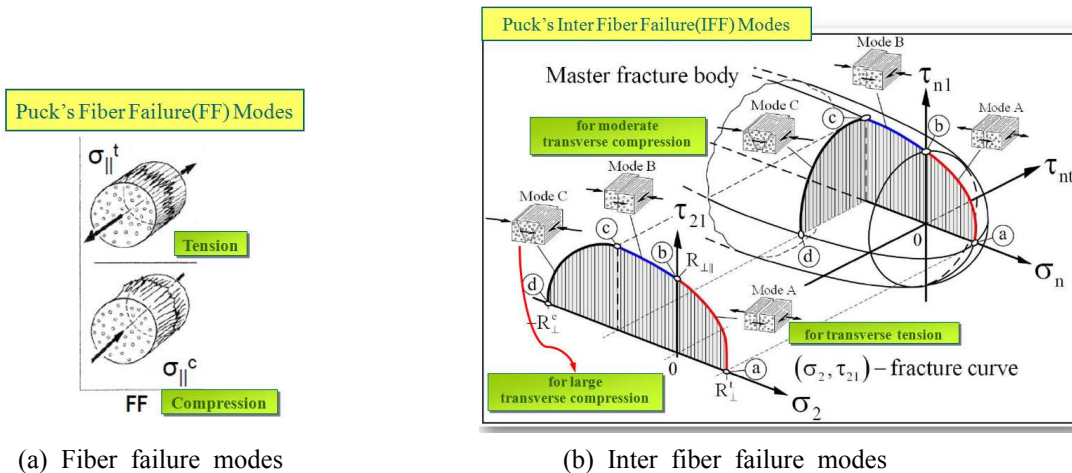 Puck's Fiber Failure(FF) Modes
σ||t
Tension
σ||c
FF
Compression
(a) Fiber failure modes
Puck's Inter Fiber Failure(IFF) Modes
Mode B
Master fracture body
τn1
Mode C
c
b
Mode A
for moderate
transverse compression
τnt
Mode B
Mode C
τ21
0
a
c
d
σn
b
R⊥||
d
Mode A
-R⊥c
for transverse tension
0
a
(σ2, τ21) – fracture curve
for large
transverse compression
R⊥t
σ2
(b) Inter fiber failure modes